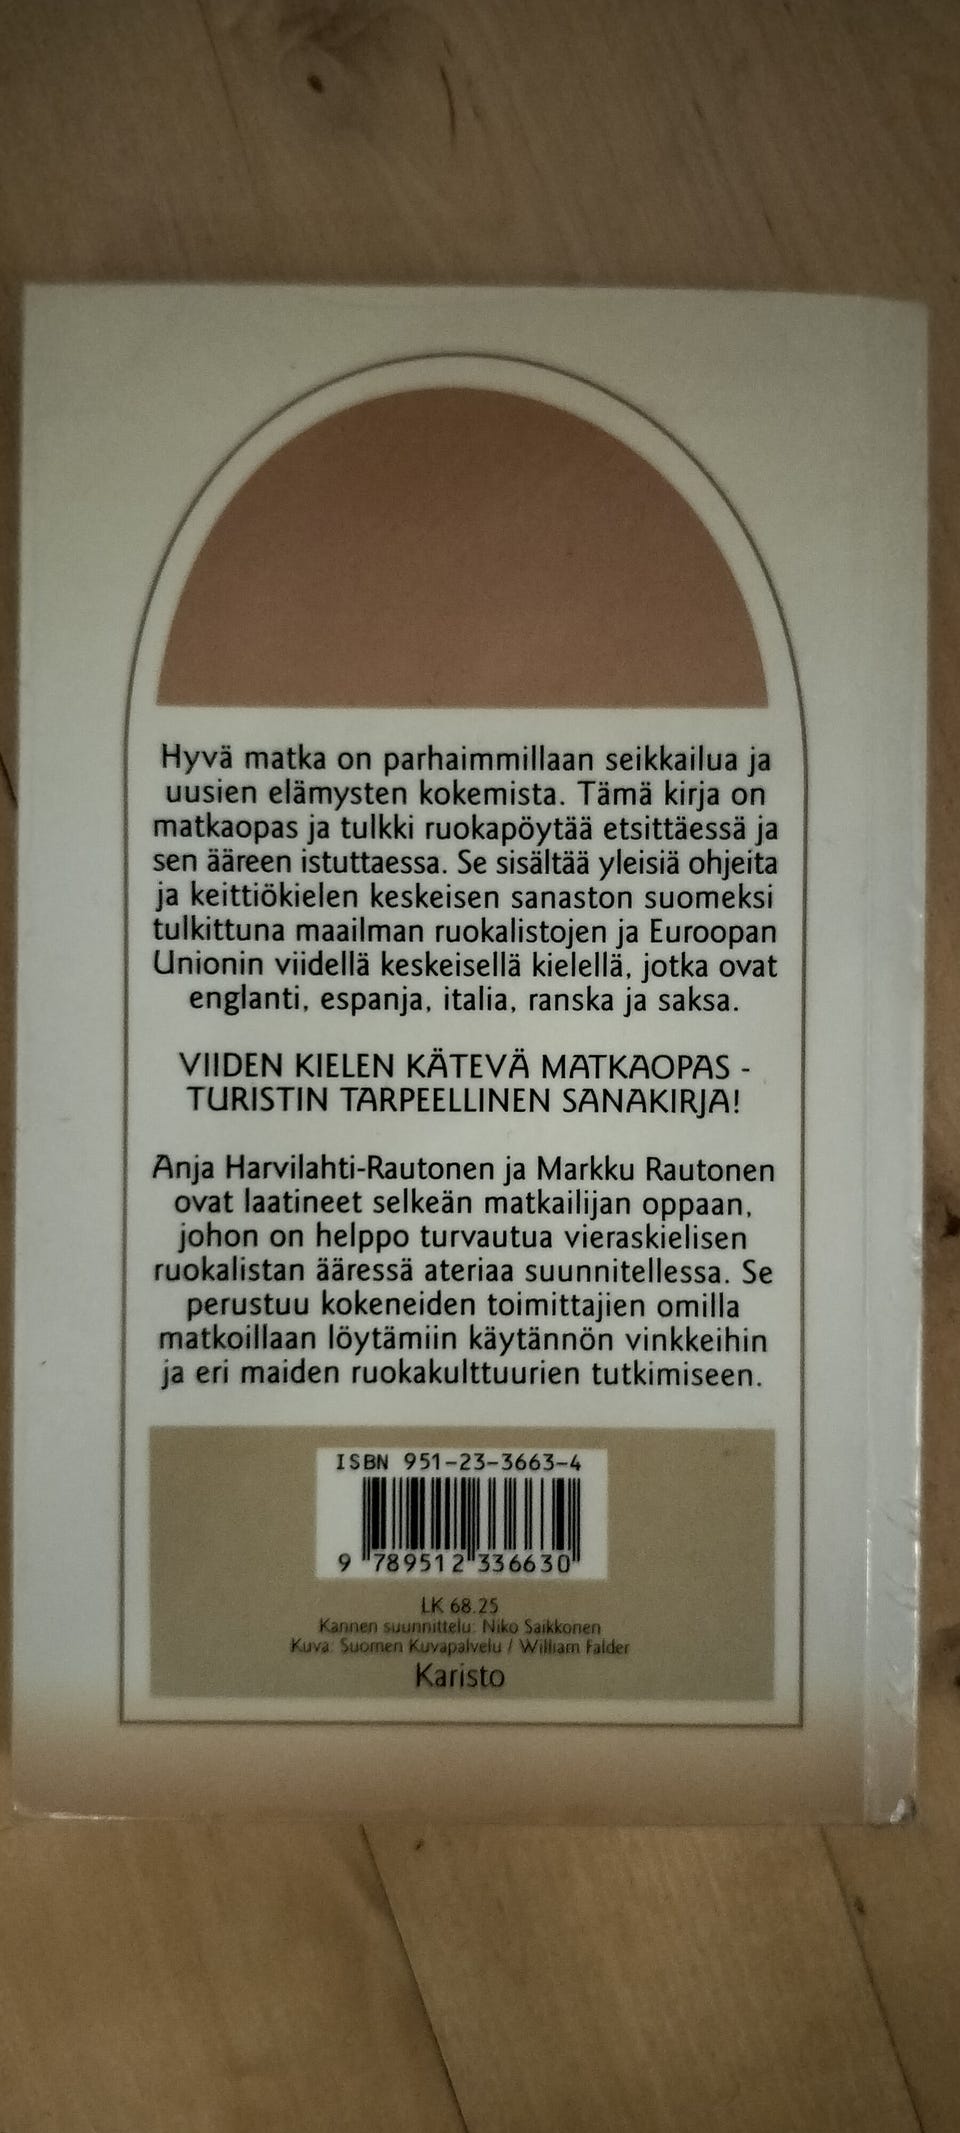 Hyvä matka on parhaimmillaan seikkailua ja
uusien elämysten kokemista. Tämä kirja on
matkaopas ja tulkki ruokapöytää etsittäessä ja
sen ääreen istuttaessa. Se sisältää yleisiä ohjeita
ja keittiökielen keskeisen sanaston suomeksi
tulkittuna maailman ruokalistojen ja Euroopan
Unionin viidellä keskeisellä kielellä, jotka ovat
englanti, espanja, italia, ranska ja saksa.
VIIDEN KIELEN KÄTEVÄ MATKAOPAS -
TURISTIN TARPEELLINEN SANAKIRJA!
Anja Harvilahti-Rautonen ja Markku Rautonen
ovat laatineet selkeän matkailijan oppaan,
johon on helppo turvautua vieraskielisen
ruokalistan ääressä ateriaa suunnitellessa. Se
perustuu kokeneiden toimittajien omilla
matkoillaan löytämiin käytännön vinkkeihin
ja eri maiden ruokakulttuurien tutkimiseen.
ISBN 951-23-3663-4
9 789512 336630
LK 68.25
Kannen suunnittelu: Niko Saikkonen
Kuva: Suomen Kuvapalvelu / William Falder
Karisto